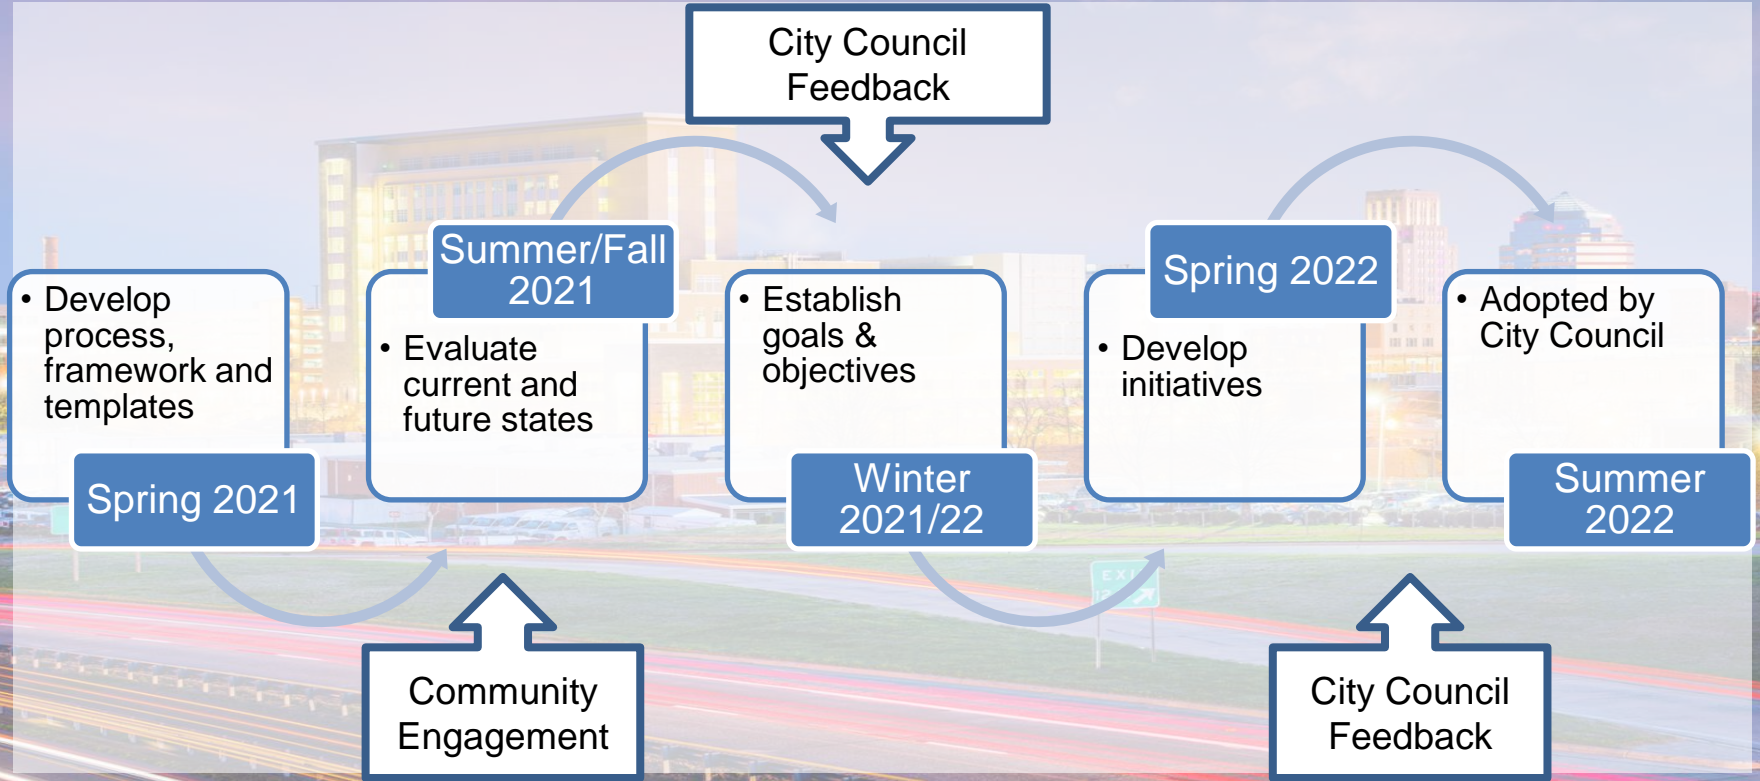 City Council
Feedback
• Develop
process,
framework and
templates
Spring 2021
Summer/Fall
2021
• Evaluate
current and
future states
• Establish
goals &
objectives
Winter
2021/22
Spring 2022
• Develop
initiatives
• Adopted by
City Council
Summer
2022
Community
Engagement
City Council
Feedback
EXIT